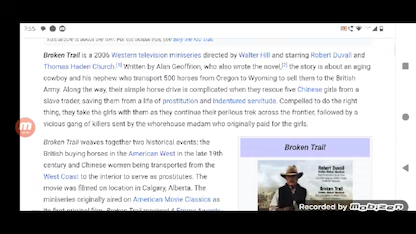 7:55
Broken Trail is a 2006 Western television miniseries directed by Walter Hill and starring Robert Duvall and
Thomas Haden Church.[1] Written by Alan Geoffrion, who also wrote the novel,[2] the story is about an aging
cowboy and his nephew who transport 500 horses from Oregon to Wyoming to sell them to the British
Army. Along the way, their simple horse drive is complicated when they rescue five Chinese girls from a
slave trader, saving them from a life of prostitution and indentured servitude. Compelled to do the right
thing, they take the girls with them as they continue their perilous trek across the frontier, followed by a
vicious gang of killers sent by the whorehouse madam who originally paid for the girls.
Broken Trail weaves together two historical events: the
British buying horses in the American West in the late 19th
century and Chinese women being transported from the
West Coast to the interior to serve as prostitutes. The
movie was filmed on location in Calgary, Alberta. The
miniseries originally aired on American Movie Classics as
Broken Trail
Robert Duvall
Broken Trail
Recorded by Mobizen